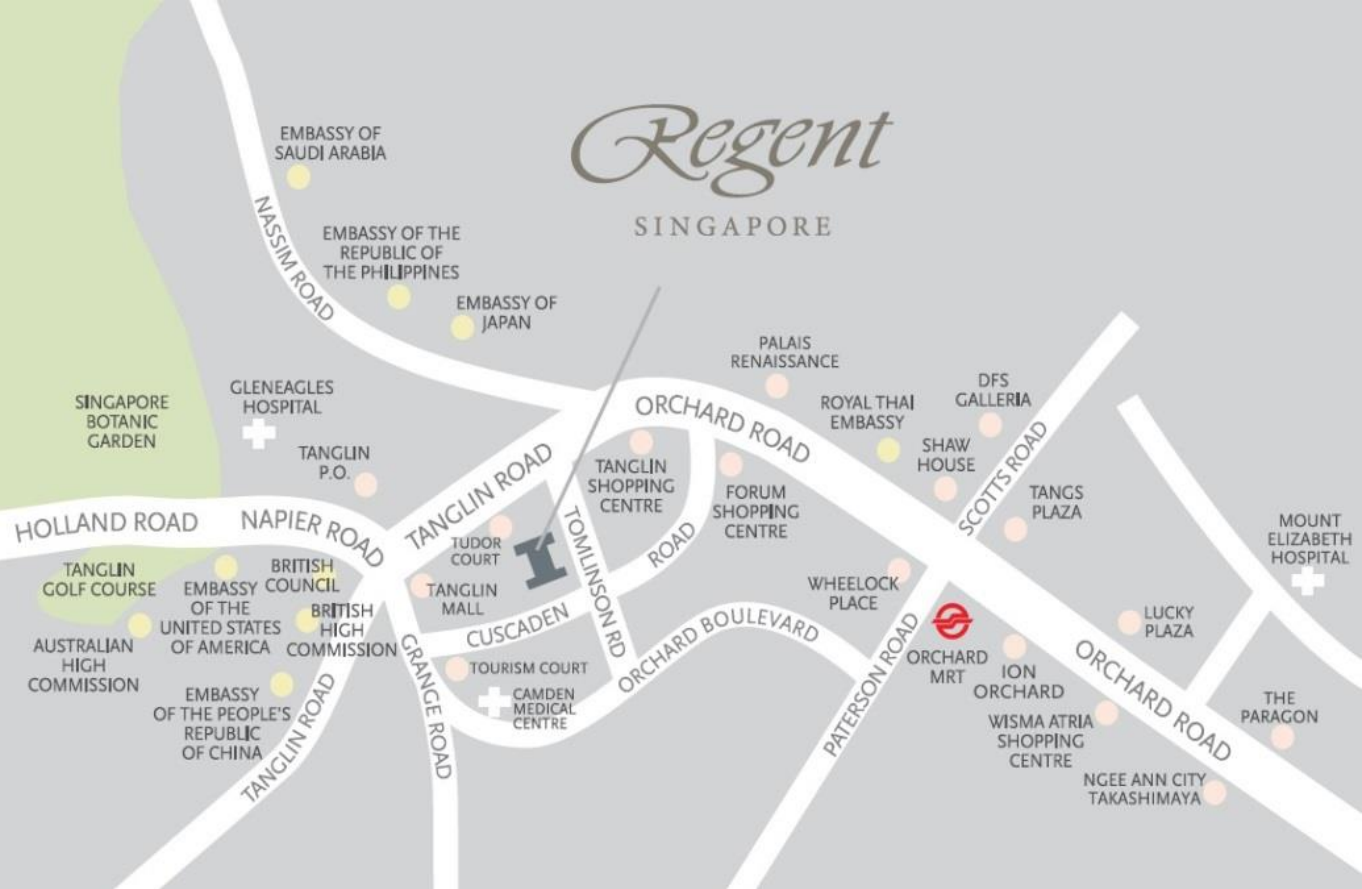 Regent
SINGAPORE
EMBASSY OF
SAUDI ARABIA
NASSIM ROAD
EMBASSY OF THE
REPUBLIC OF
THE PHILIPPINES
EMBASSY OF
JAPAN
PALAIS
RENAISSANCE
ROYAL THAI
EMBASSY
DFS
GALLERIA
SHAW
HOUSE
SCOTTS ROAD
TANGS
PLAZA
MOUNT
ELIZABETH
HOSPITAL
SINGAPORE
BOTANIC
GARDEN
GLENEAGLES
HOSPITAL
TANGLIN
P.O.
ORCHARD ROAD
TANGLIN ROAD
TANGLIN
SHOPPING
CENTRE
FORUM
SHOPPING
CENTRE
HOLLAND ROAD
NAPIER ROAD
TUDOR
COURT
TOMLINSON RD
CUSCADEN
ROAD
TANGLIN
MALL
TANGLIN
GOLF COURSE
EMBASSY
OF THE
UNITED STATES
OF AMERICA
BRITISH
COUNCIL
BRITISH
HIGH
COMMISSION
AUSTRALIAN
HIGH
COMMISSION
EMBASSY
OF THE PEOPLE'S
REPUBLIC
OF CHINA
TANGLIN ROAD
GRANGE ROAD
TOURISM COURT
CAMDEN
MEDICAL
CENTRE
ORCHARD BOULEVARD
WHEELOCK
PLACE
PATERSON ROAD
ORCHARD
MRT
ION
ORCHARD
WISMA ATRIA
SHOPPING
CENTRE
LUCKY
PLAZA
ORCHARD ROAD
NGEE ANN CITY
TAKASHIMAYA
THE
PARAGON